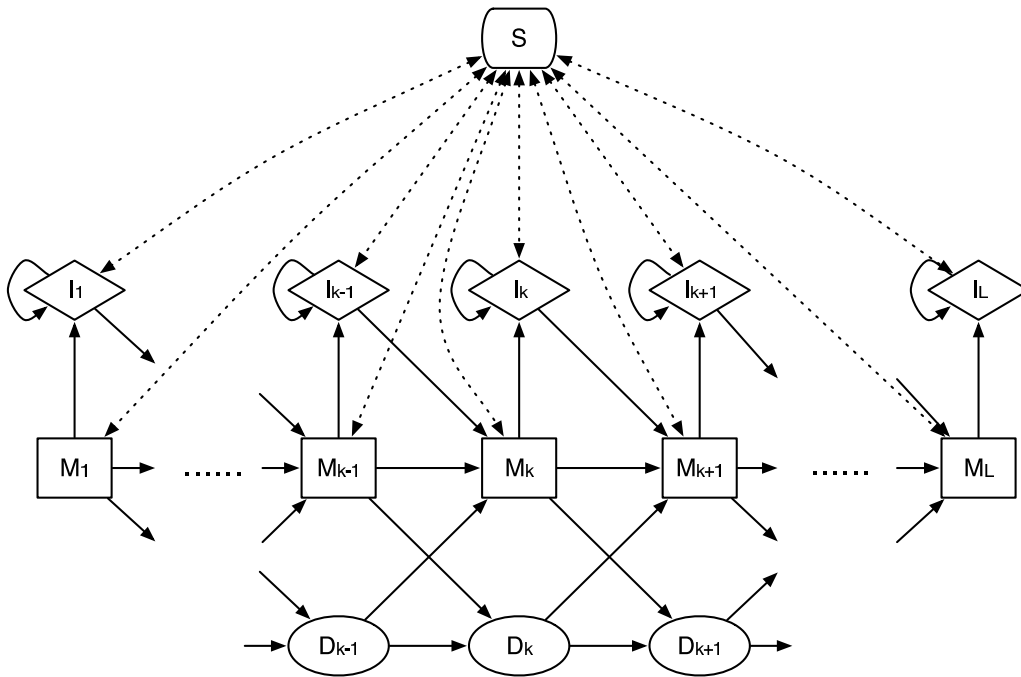 S
I1 Ik-1 Ik Ik+1 IL
M1 ...... Mk-1 Mk Mk+1 ...... ML
Dk-1 Dk Dk+1